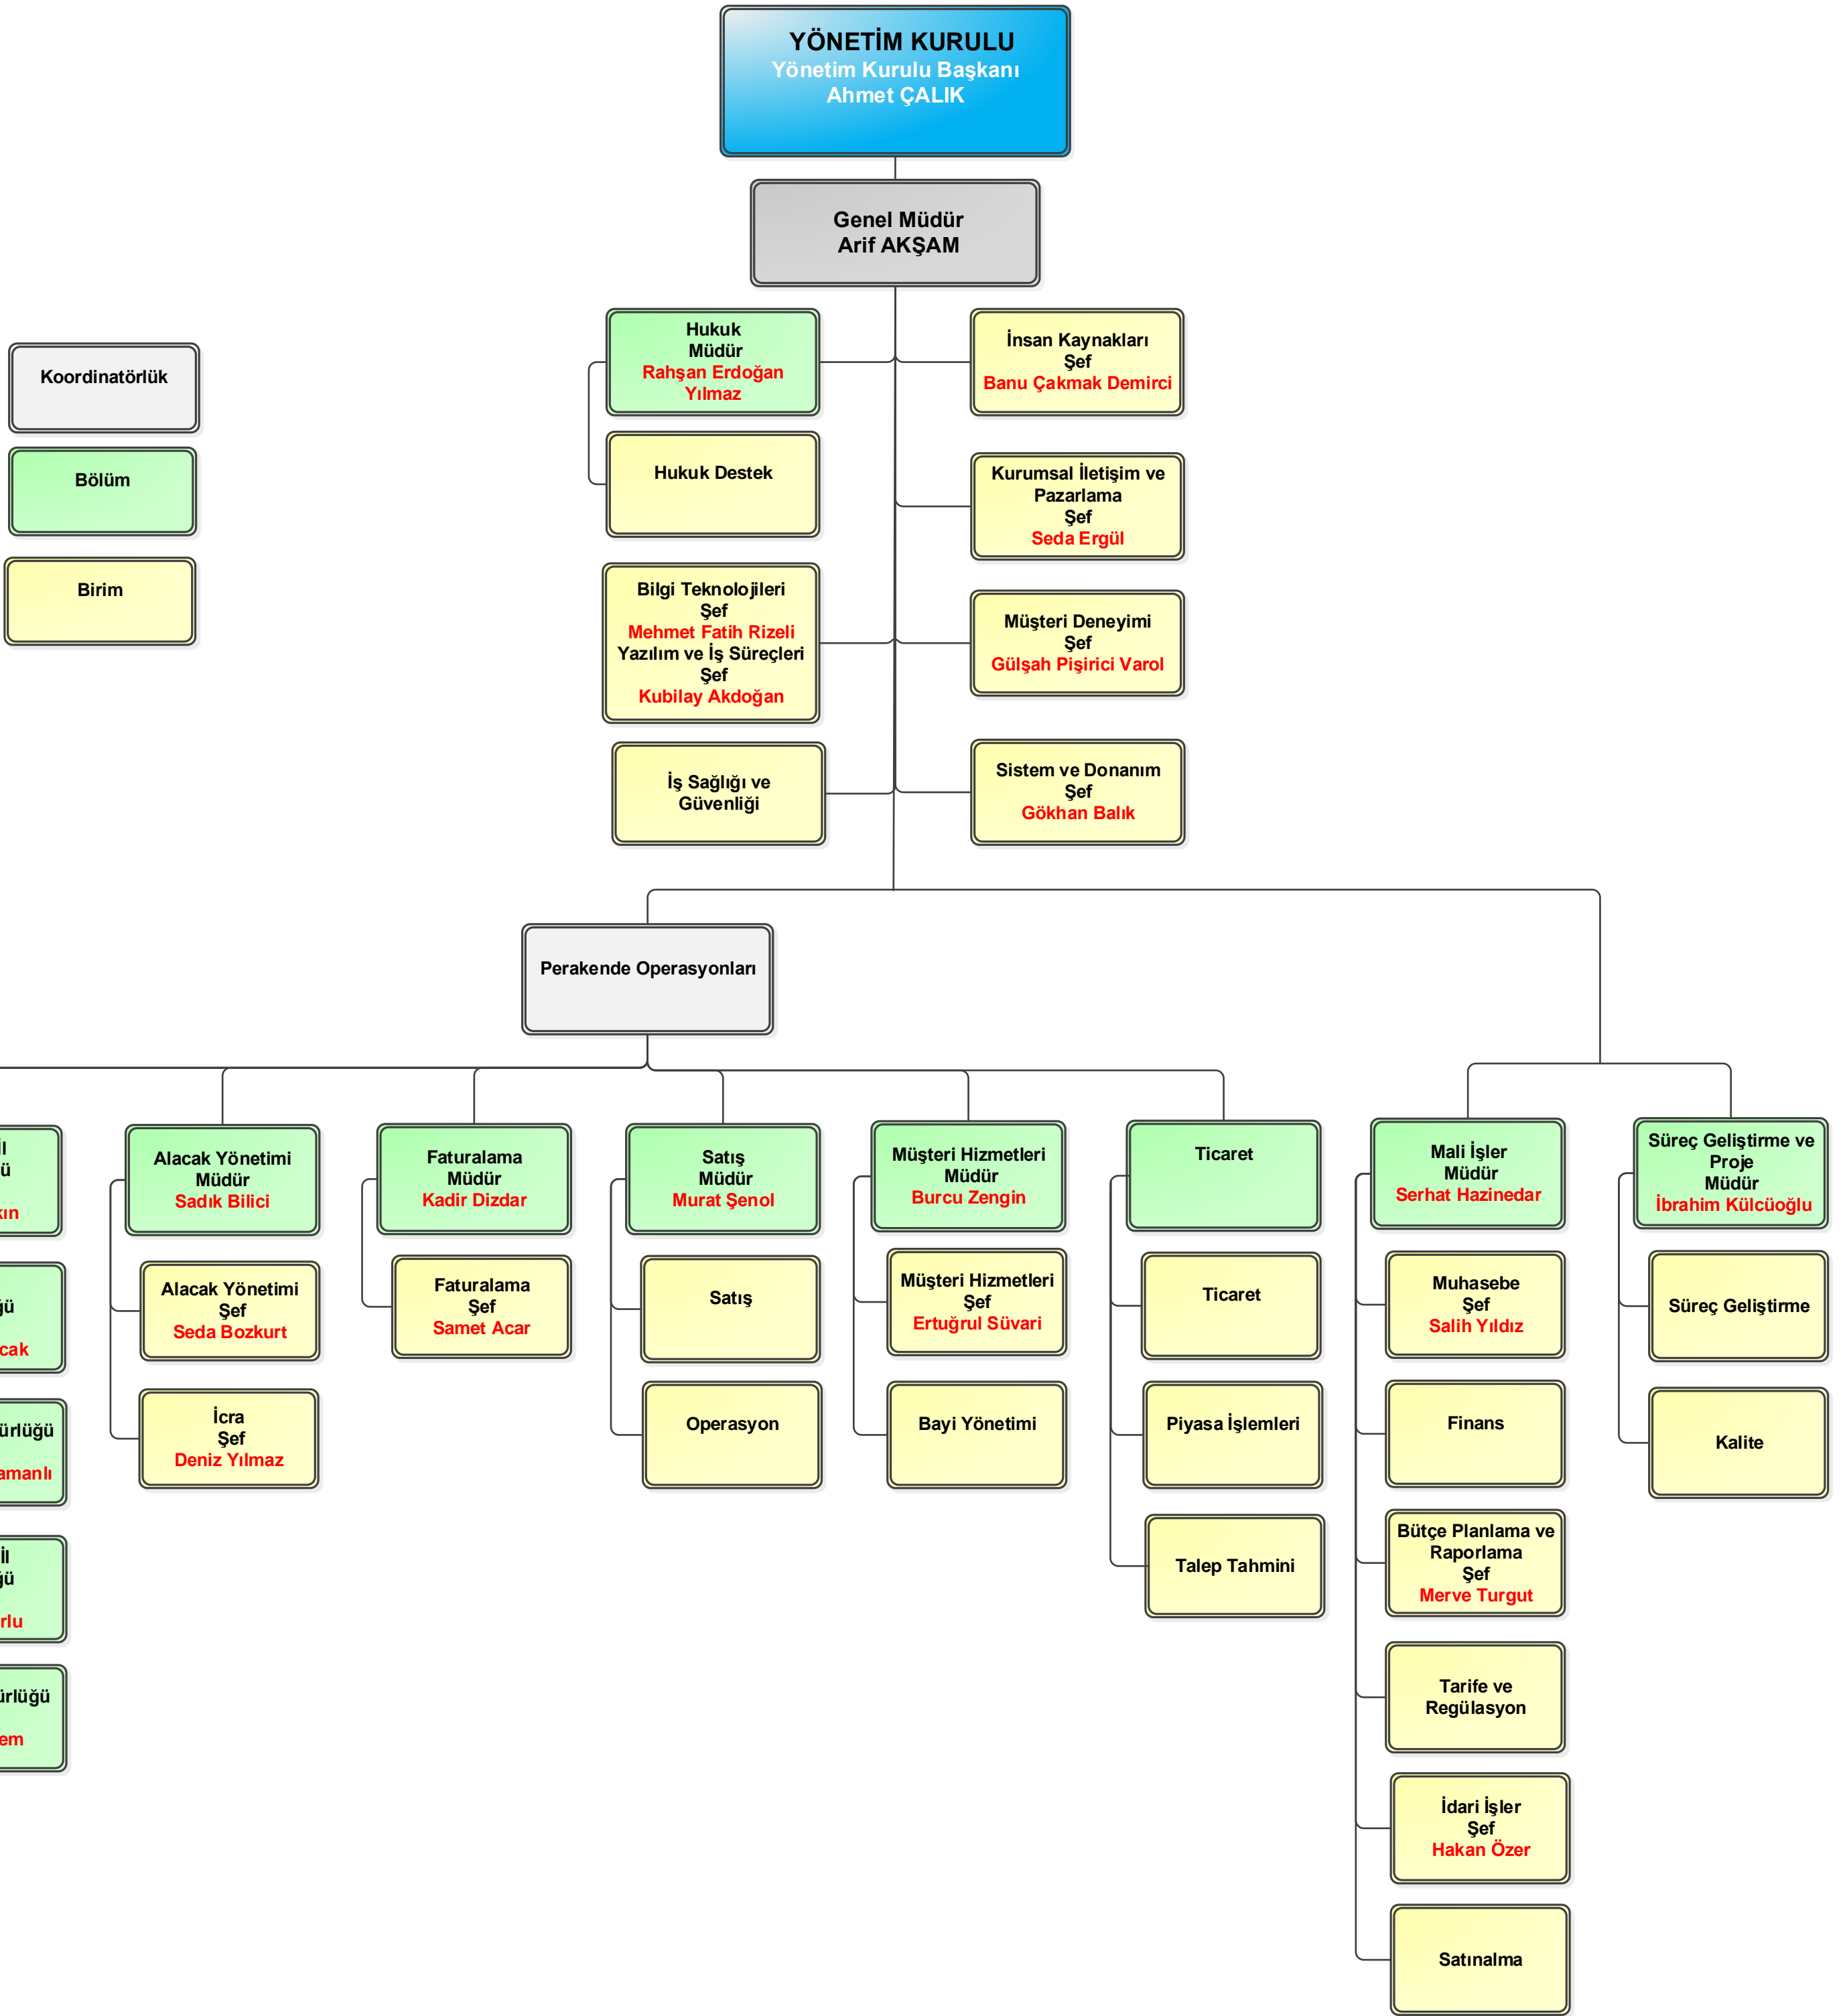 YÖNETİM KURULU
Yönetim Kurulu Başkanı
Ahmet ÇALIK
Genel Müdür
Arif AKŞAM
Koordinatörlük
Bölüm
Birim
Hukuk
Müdür
Rahşan Erdoğan
Yılmaz
İnsan Kaynakları
Şef
Banu Çakmak Demirci
Hukuk Destek
Kurumsal İletişim ve
Pazarlama
Şef
Seda Ergül
Bilgi Teknolojileri
Şef
Mehmet Fatih Rizeli
Yazılım ve İş Süreçleri
Şef
Kubilay Akdoğan
Müşteri Deneyimi
Şef
Gülşah Pişirici Varol
İş Sağlığı ve
Güvenliği
Sistem ve Donanım
Şef
Gökhan Balık
Perakende Operasyonları
Alacak Yönetimi
Müdür
Sadık Bilici
Alacak Yönetimi
Şef
Seda Bozkurt
İcra
Şef
Deniz Yılmaz
Faturalama
Müdür
Kadir Dizdar
Faturalama
Şef
Samet Acar
Satış
Müdür
Murat Şenol
Satış
Operasyon
Müşteri Hizmetleri
Müdür
Burcu Zengin
Müşteri Hizmetleri
Şef
Ertuğrul Süvari
Bayi Yönetimi
Ticaret
Ticaret
Piyasa İşlemleri
Talep Tahmini
Mali İşler
Müdür
Serhat Hazinedar
Muhasebe
Şef
Salih Yıldız
Finans
Bütçe Planlama ve
Raporlama
Şef
Merve Turgut
Tarife ve
Regülasyon
İdari İşler
Şef
Hakan Özer
Satınalma
Süreç Geliştirme ve
Proje
Müdür
İbrahim Külcüoğlu
Süreç Geliştirme
Kalite